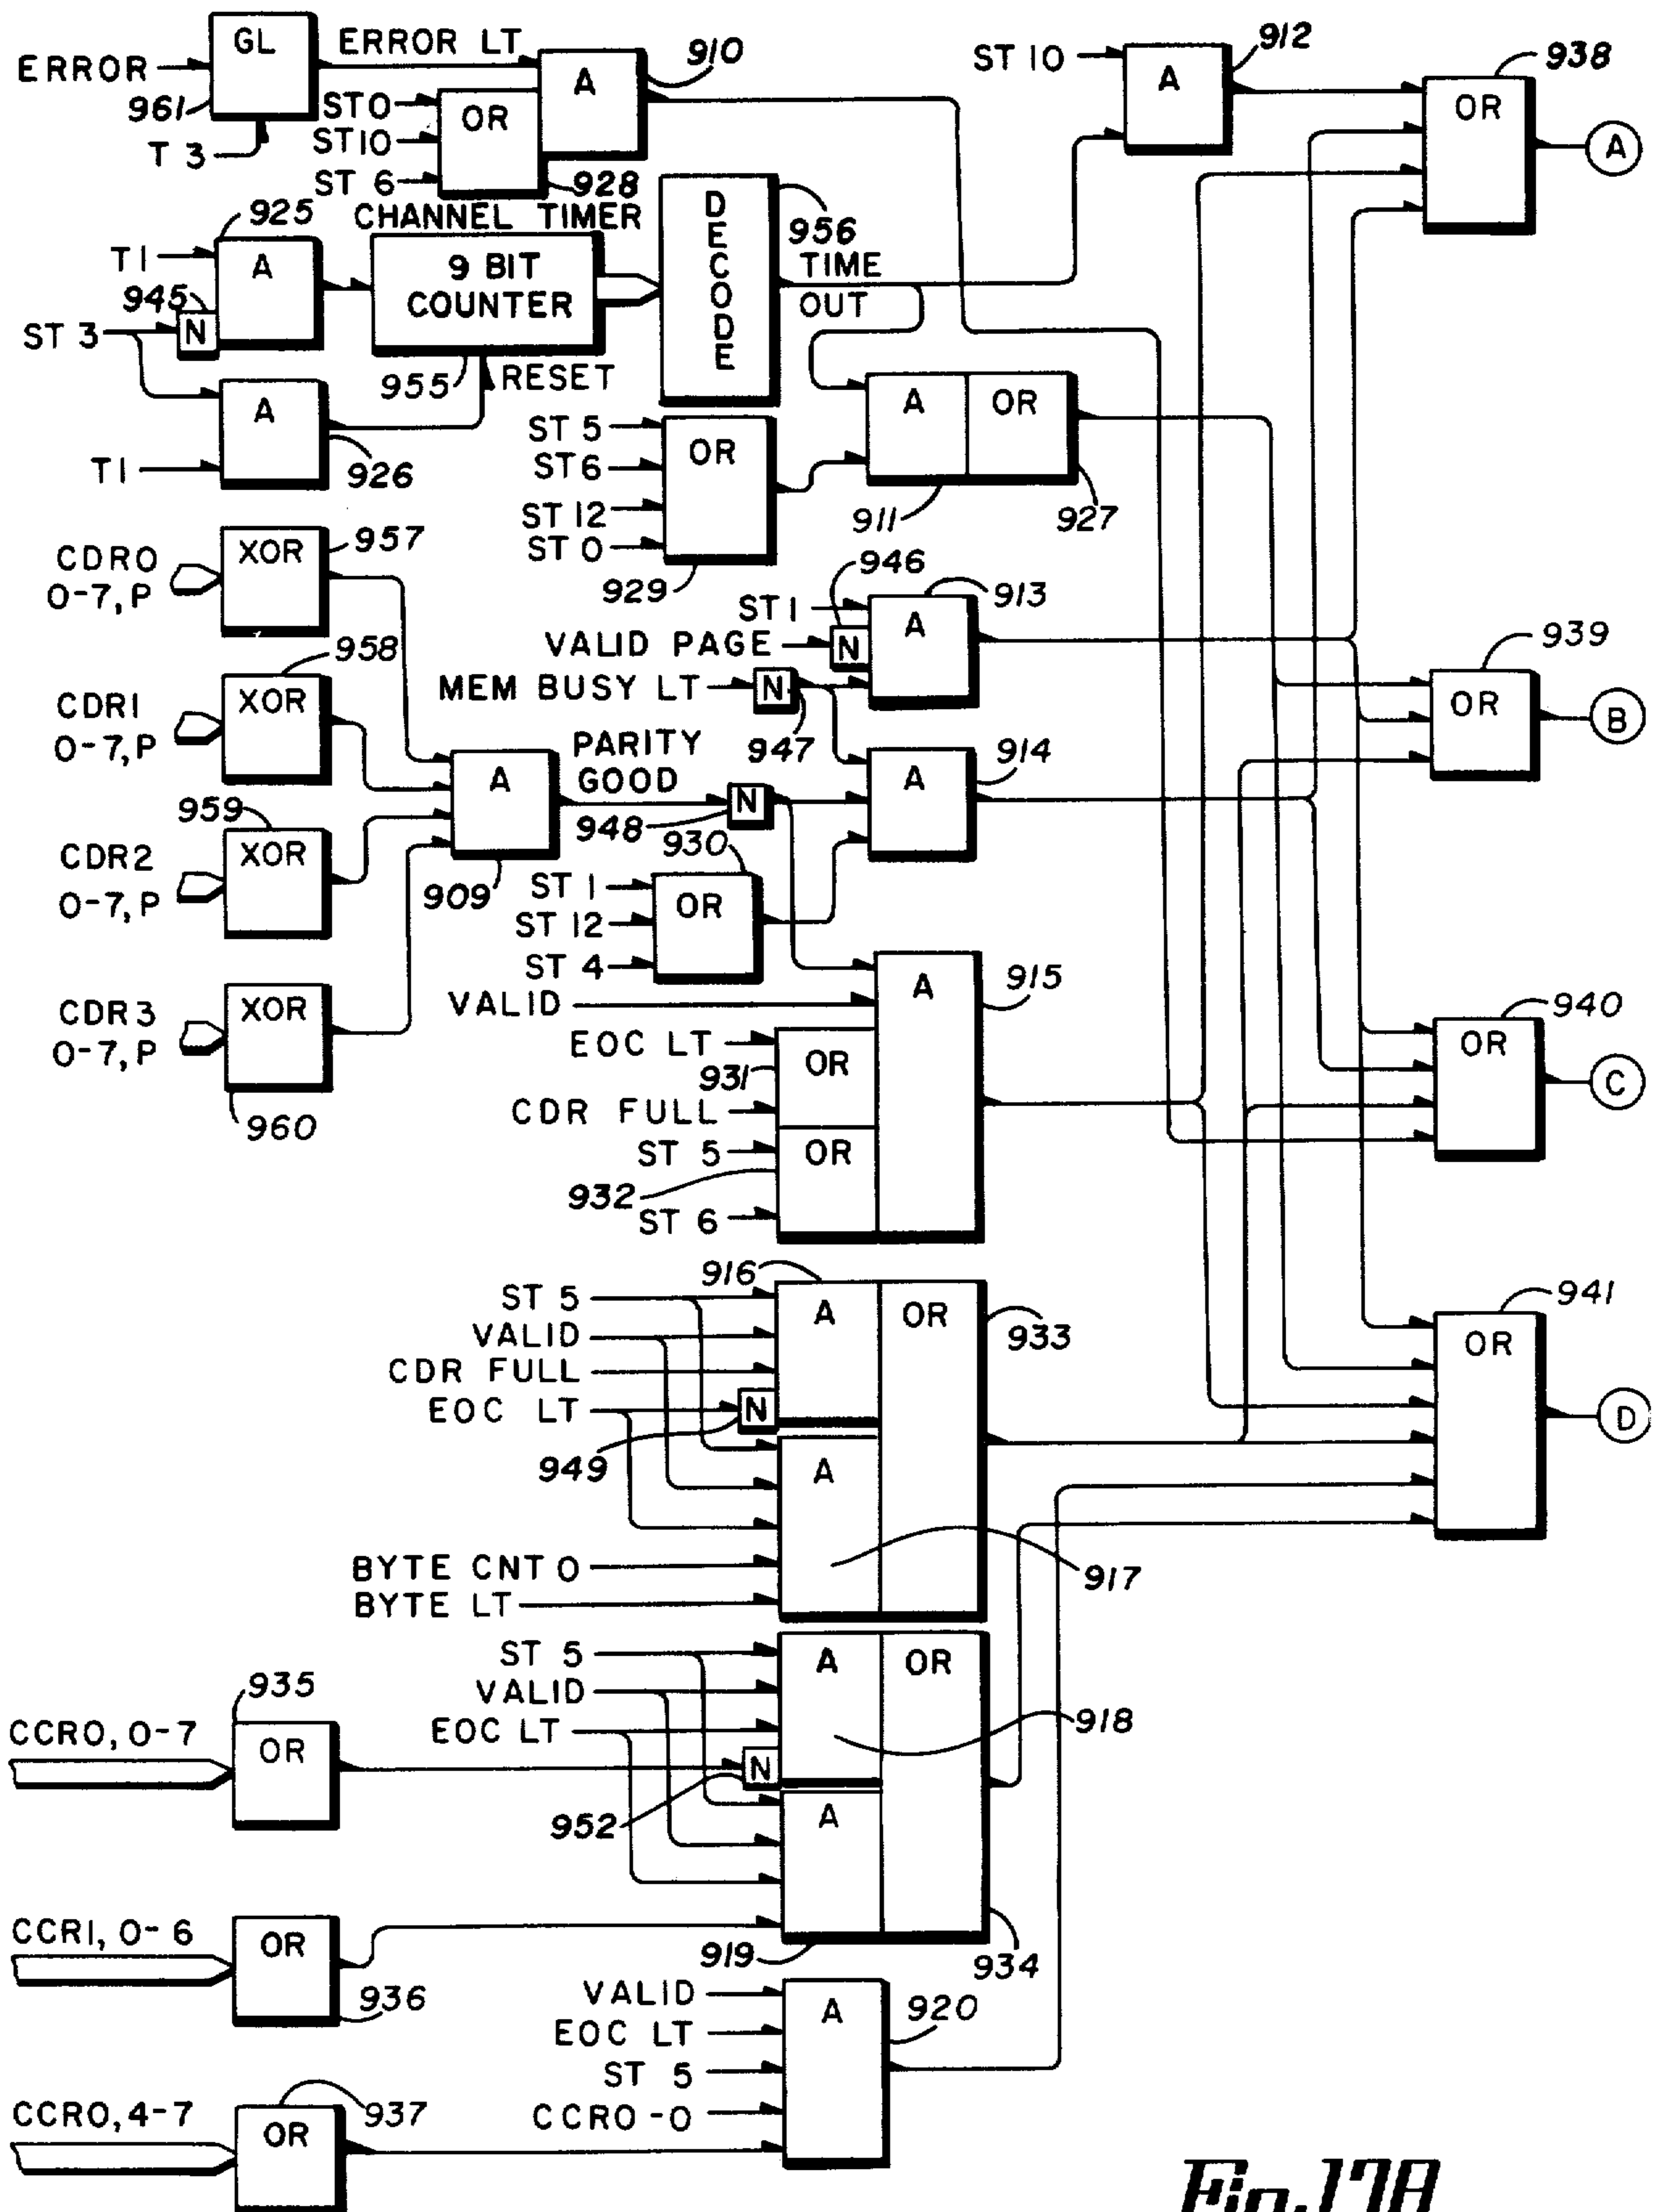 GL
ERROR LT
910
ERROR
961
T 3
A
ST 0
ST 10
ST 6
OR
928
ST 10
A
912
OR
938
A
CHANNEL TIMER
925
T1
A
945
N
ST 3
9 BIT
COUNTER
955
RESET
DECODE
956
TIME
OUT
A
T1
926
ST 5
ST 6
ST 12
ST 0
OR
929
A
OR
911
927
CDR0
0-7, P
XOR
957
CDR1
0-7, P
XOR
958
CDR2
0-7, P
XOR
959
CDR3
0-7, P
XOR
960
A
909
PARITY
GOOD
N
948
946
ST 1
VALID PAGE
N
MEM BUSY LT
N
947
A
913
A
914
930
ST 1
ST 12
ST 4
OR
939
OR
B
VALID
A
915
EOC LT
931
OR
CDR FULL
ST 5
OR
932
ST 6
940
OR
C
916
ST 5
VALID
CDR FULL
EOC LT
N
949
A
OR
933
A
BYTE CNT 0
BYTE LT
917
941
OR
D
ST 5
VALID
EOC LT
N
952
A
OR
918
A
919
934
935
CCR0, 0-7
OR
CCR1, 0-6
OR
936
CCR0, 4-7
OR
937
VALID
EOC LT
ST 5
CCR0-0
A
920
Fig. 17A